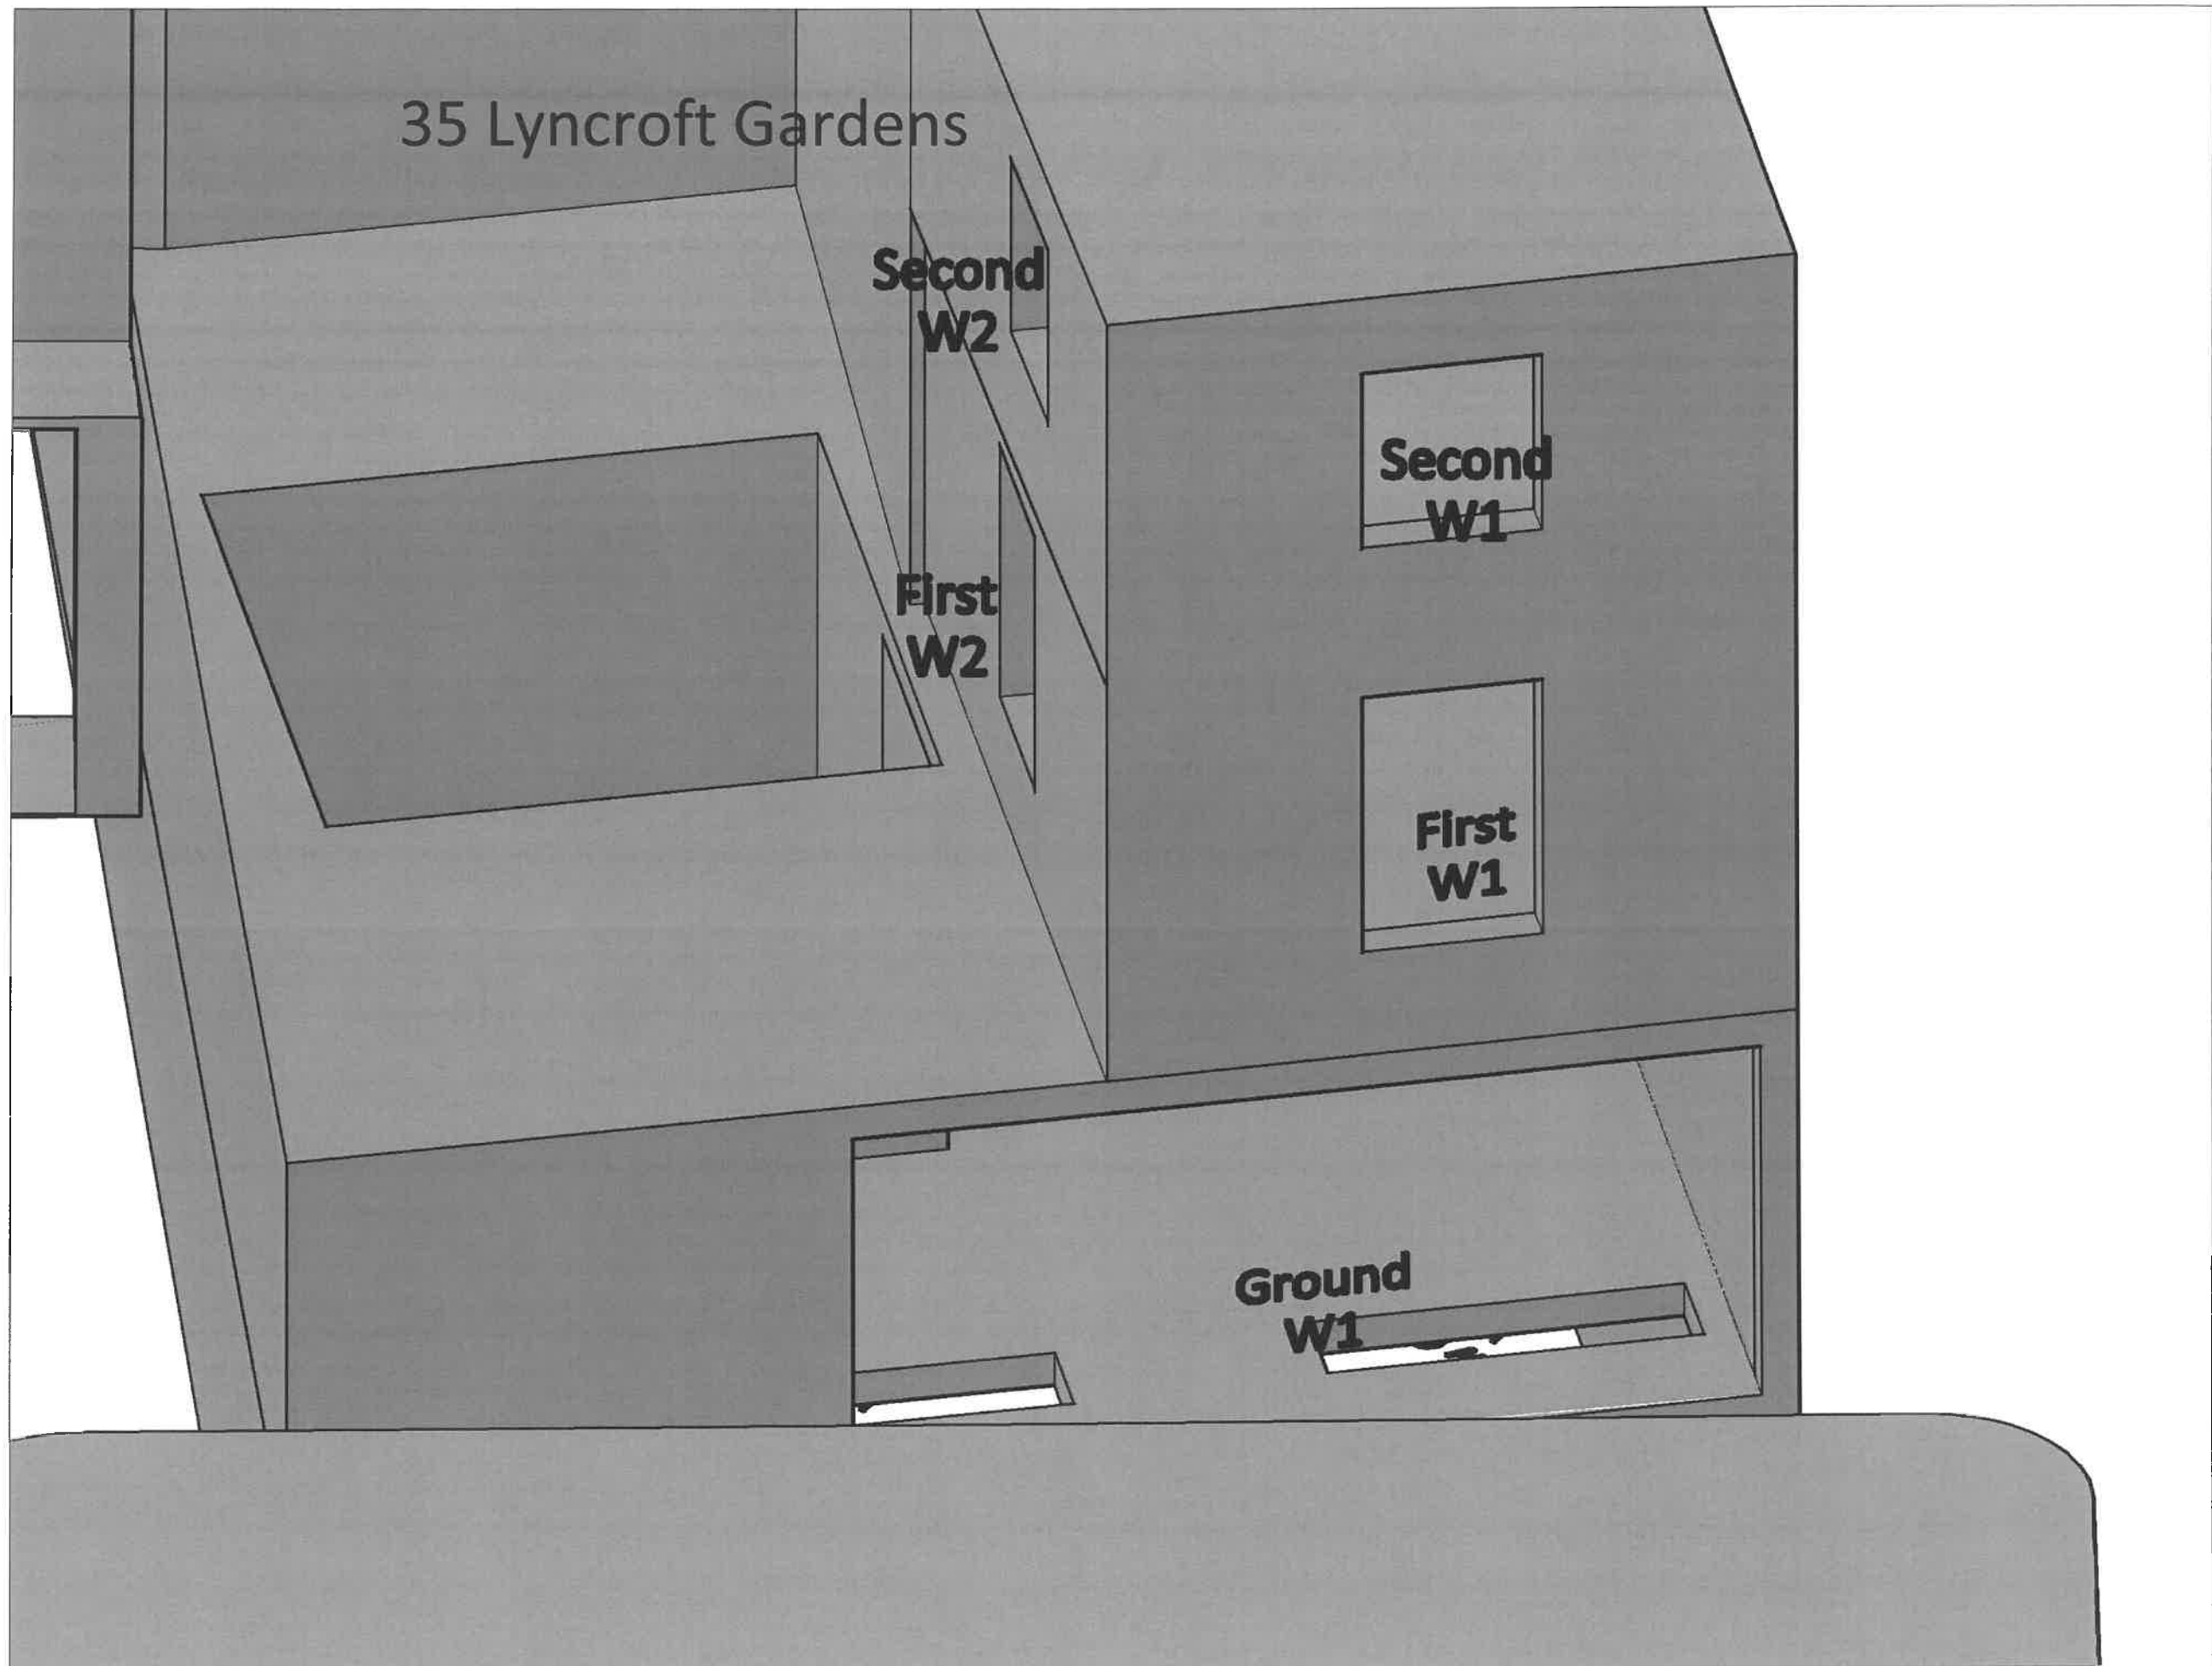 35 Lyncroft Gardens
Second
W2
Second
W1
First
W2
First
W1
Ground
W1